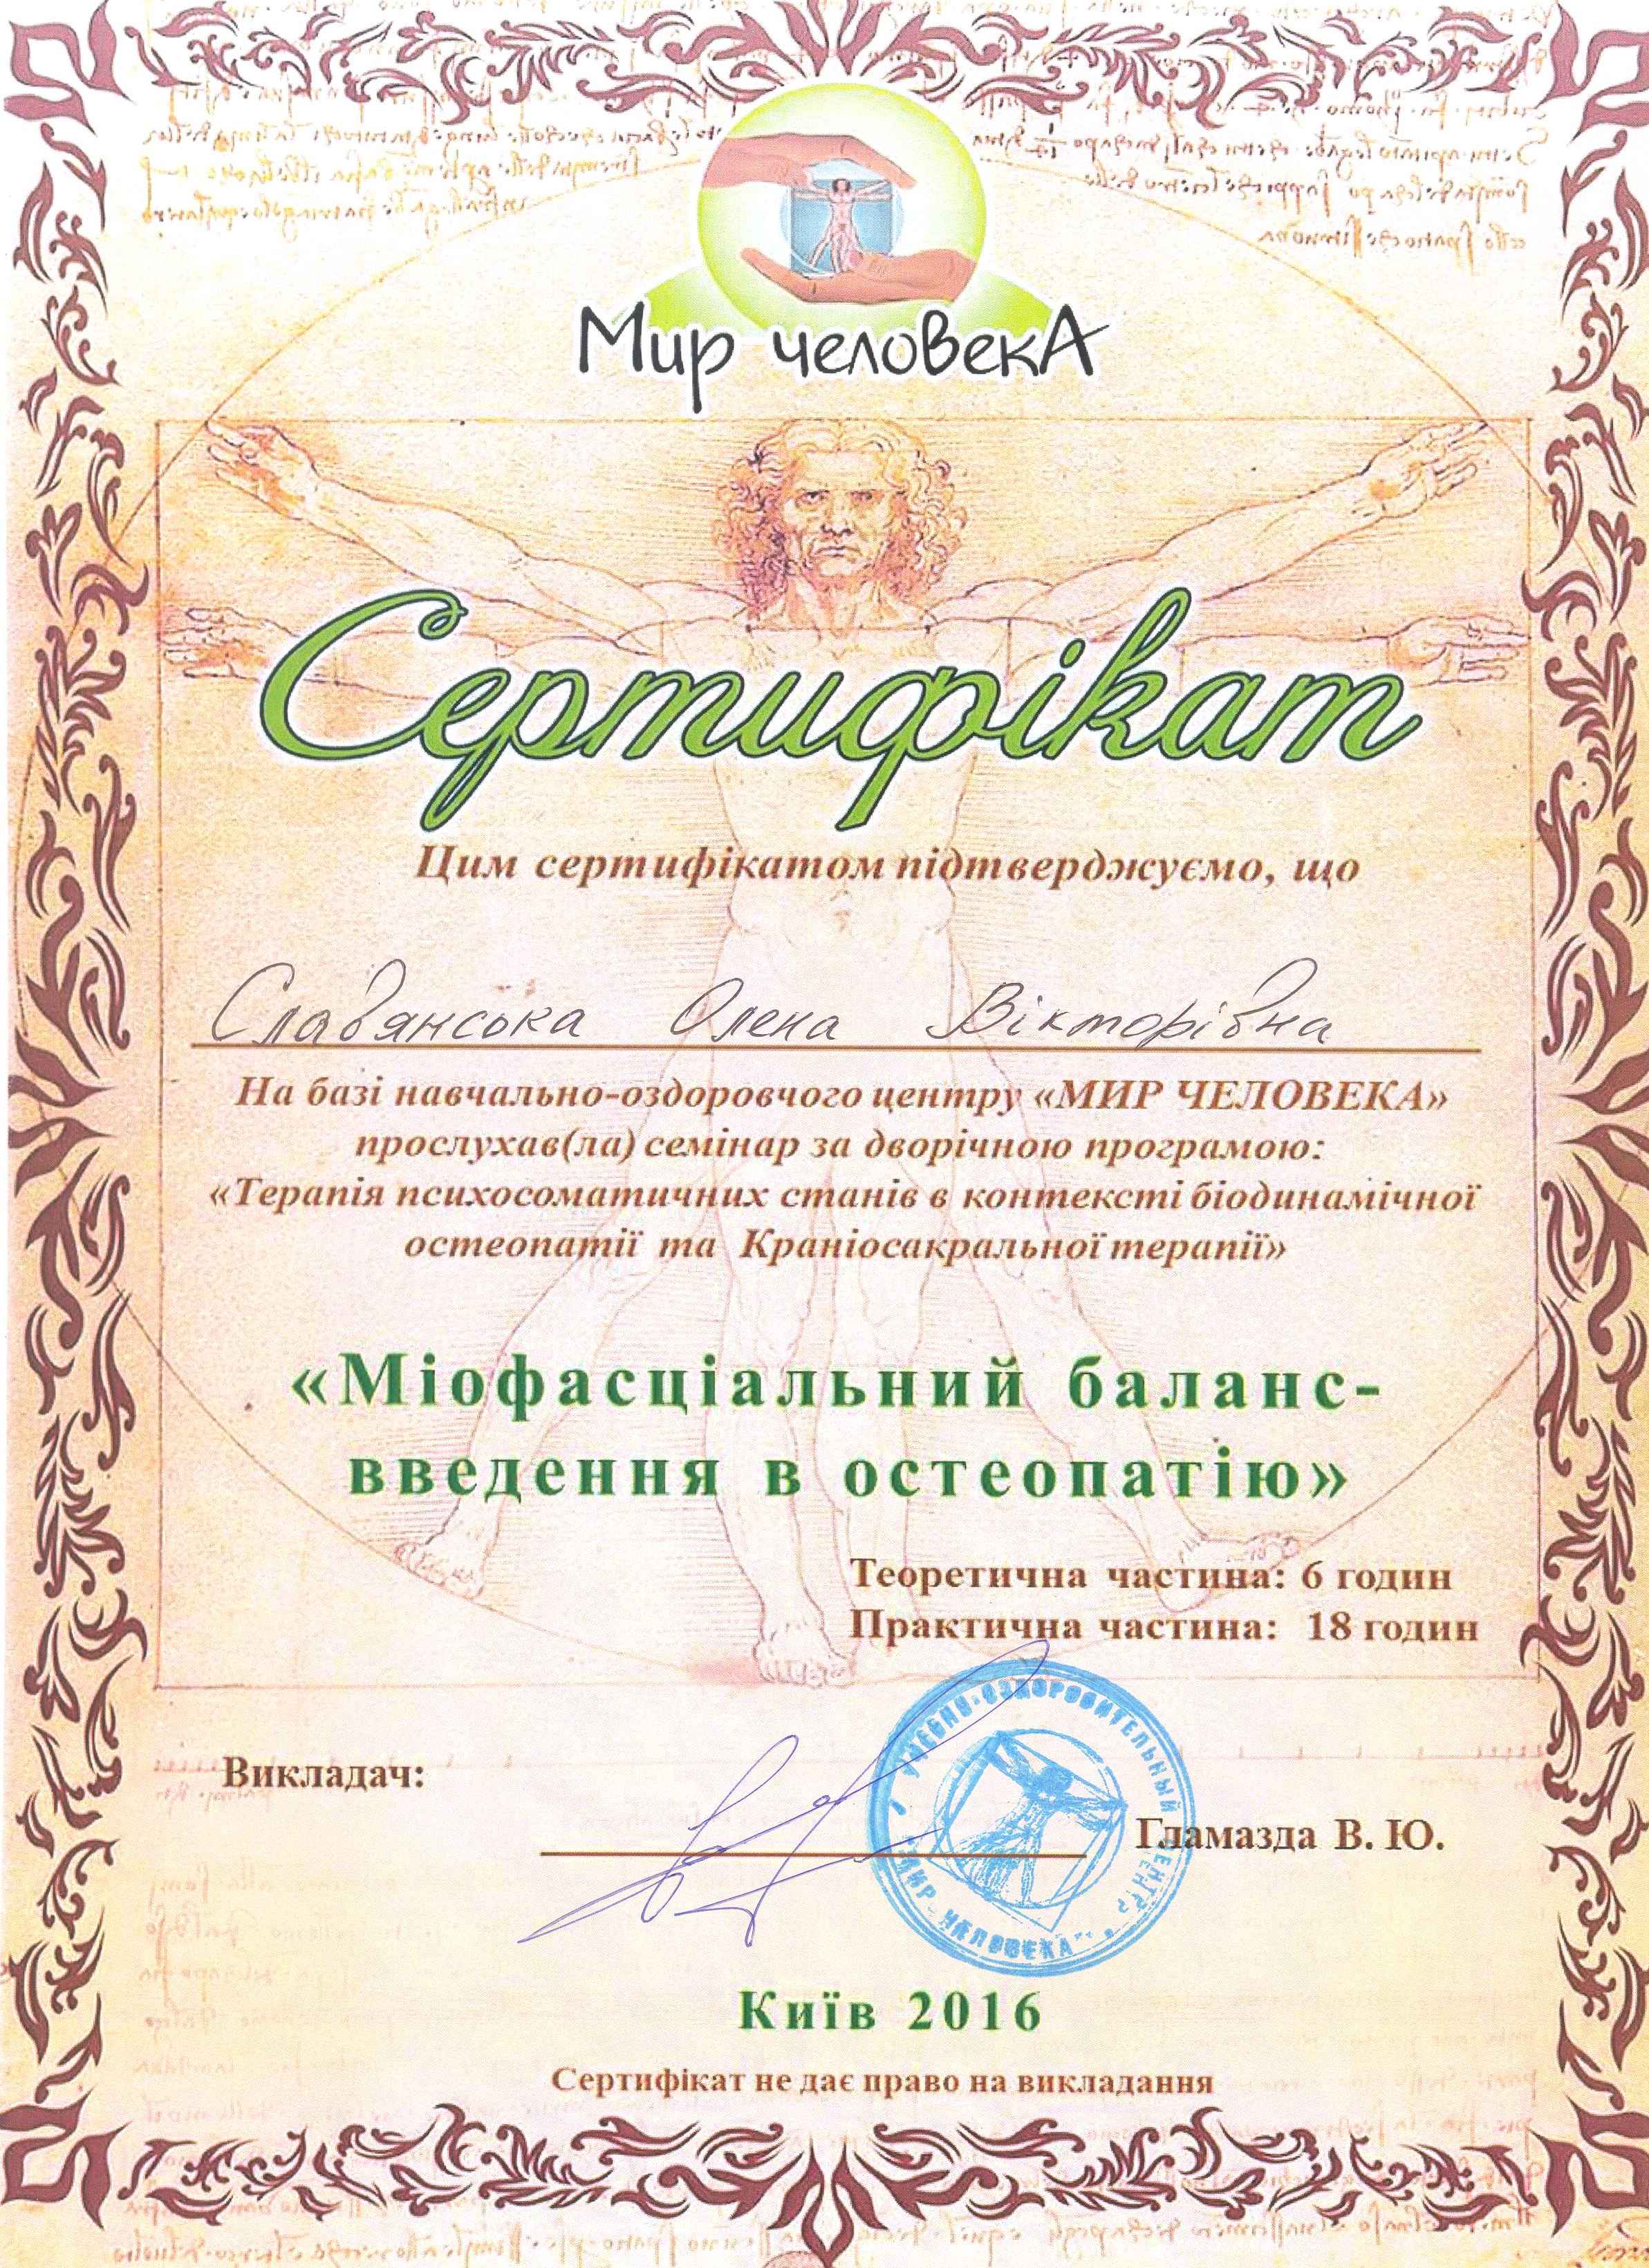 Мир человекА
Сертифікат
Цим сертифікатом підтверджуємо, що
Славянська Олена Вікторівна
На базі навчально-оздоровчого центру «МИР ЧЕЛОВЕКА»
прослухав(ла) семінар за дворічною програмою:
«Терапія психосоматичних станів в контексті біодинамічної
остеопатії та Краніосакральної терапії»
«Міофасціальний баланс-
введення в остеопатію»
Теоретична частина: 6 годин
Практична частина: 18 годин
Викладач:
УЧЕБНО-ОЗДОРОВИТЕЛЬНЫЙ ЦЕНТР
"МИР ЧЕЛОВЕКА"
Гламазда В. Ю.
Київ 2016
Сертифікат не дає право на викладання